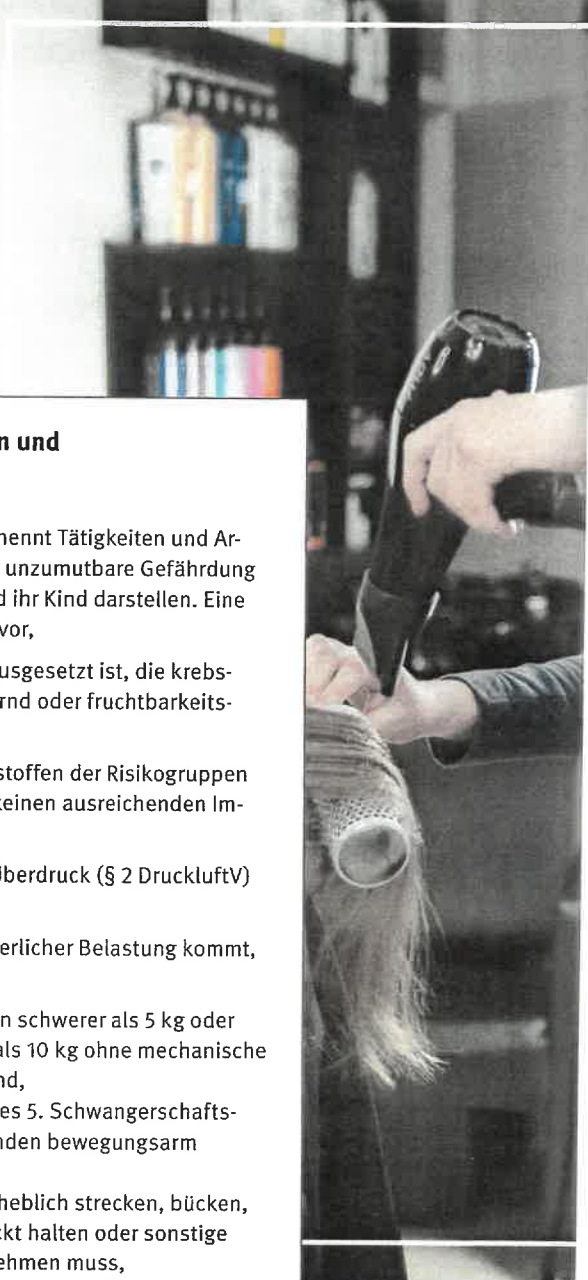 n und
nennt Tätigkeiten und Ar-
unzumutbare Gefährdung
d ihr Kind darstellen. Eine
vor,
usgesetzt ist, die krebs-
rnd oder fruchtbarkeits-
stoffen der Risikogruppen
keinen ausreichenden Im-
Überdruck (§ 2 DruckluftV)
erlicher Belastung kommt,
n schwerer als 5 kg oder
als 10 kg ohne mechanische
nd,
es 5. Schwangerschafts-
nden bewegungsarm
heblich strecken, bücken,
ckt halten oder sonstige
ehmen muss,